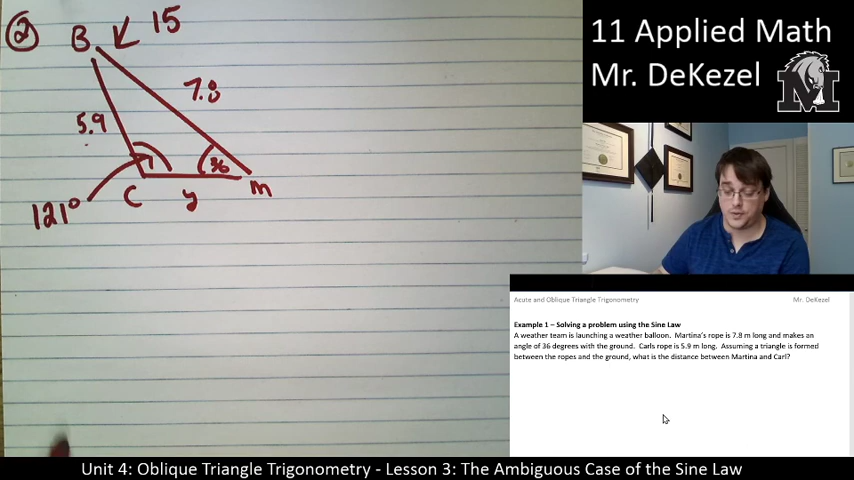 ②
B
15
7.8
5.9
36
121°
C
y
M
11 Applied Math
Mr. DeKezel
M
Acute and Oblique Triangle Trigonometry
Mr. DeKezel
Example 1 – Solving a problem using the Sine Law
A weather team is launching a weather balloon. Martina's rope is 7.8 m long and makes an
angle of 36 degrees with the ground. Carls rope is 5.9 m long. Assuming a triangle is formed
between the ropes and the ground, what is the distance between Martina and Carl?
Unit 4: Oblique Triangle Trigonometry - Lesson 3: The Ambiguous Case of the Sine Law